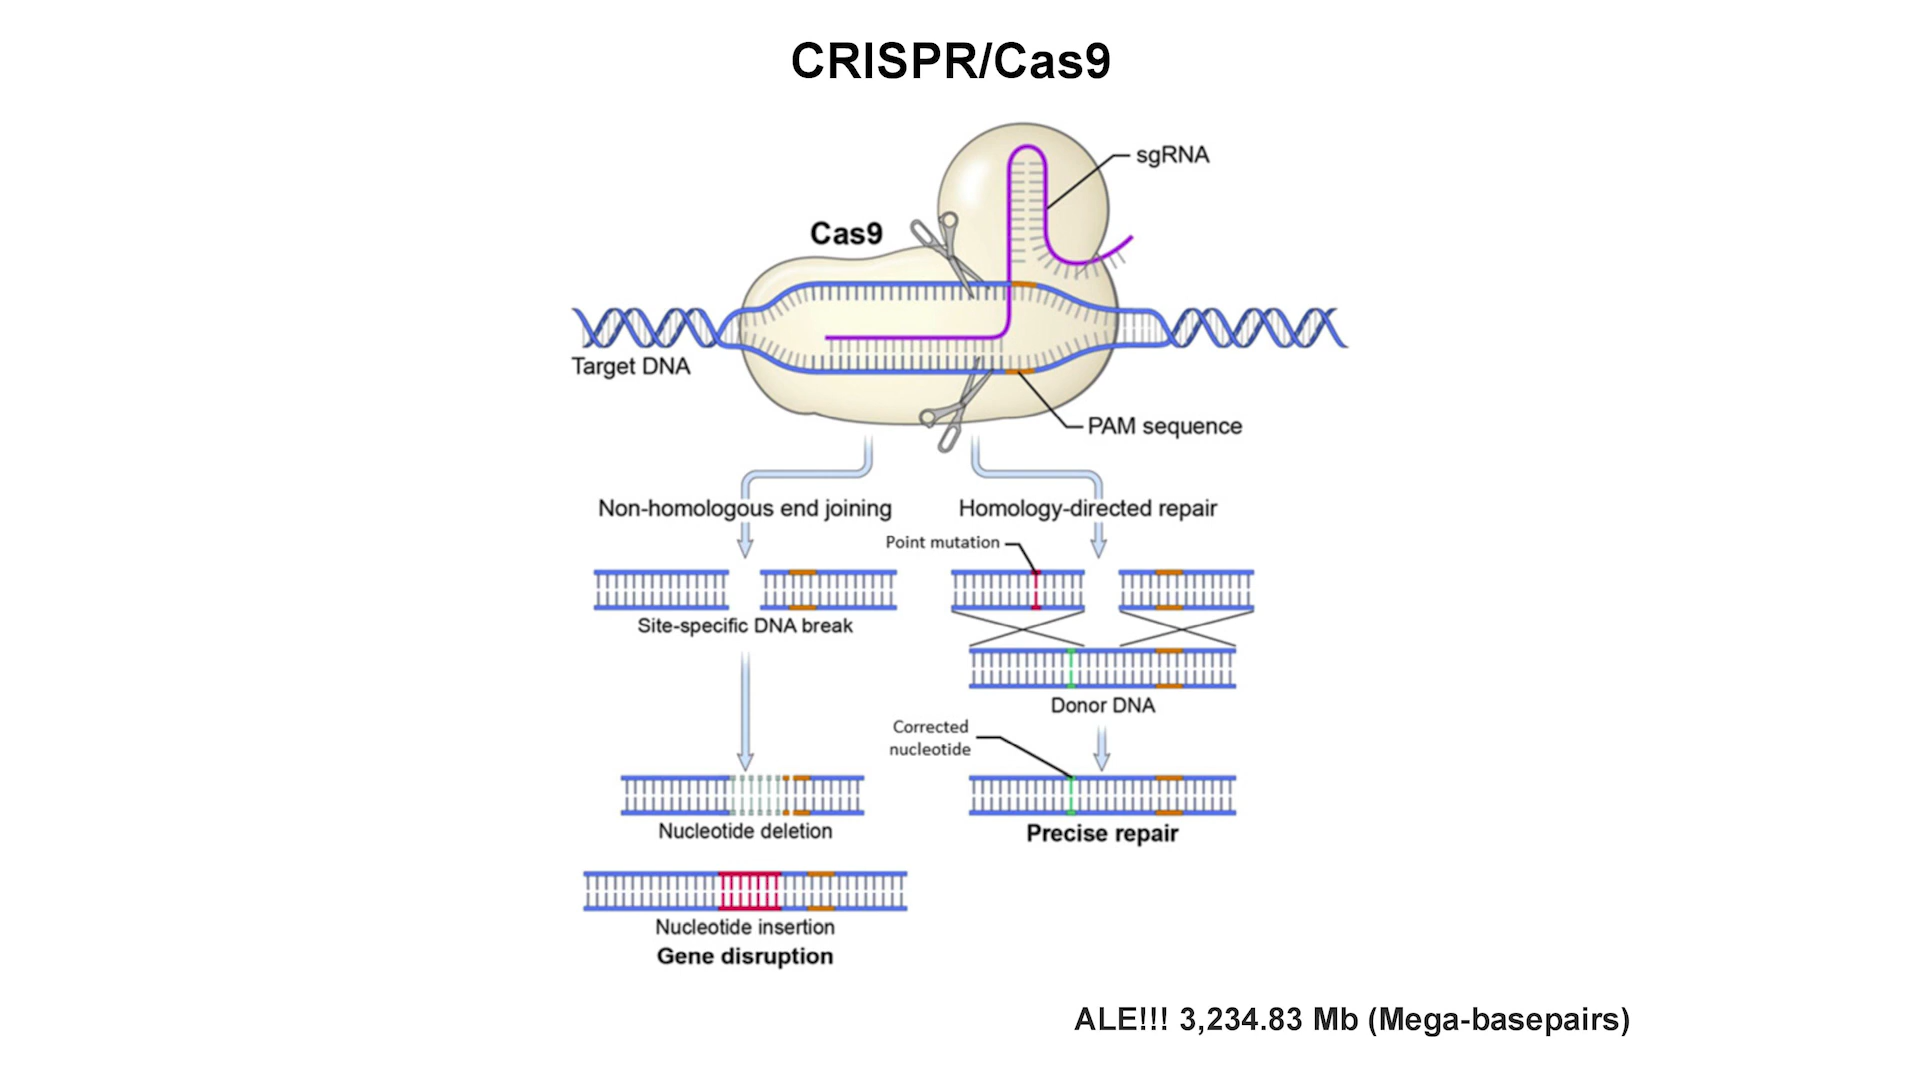 CRISPR/Cas9
sgRNA
Cas9
Target DNA
PAM sequence
Non-homologous end joining
Homology-directed repair
Point mutation
Site-specific DNA break
Donor DNA
Corrected
nucleotide
Nucleotide deletion
Precise repair
Nucleotide insertion
Gene disruption
ALE!!! 3,234.83 Mb (Mega-basepairs)